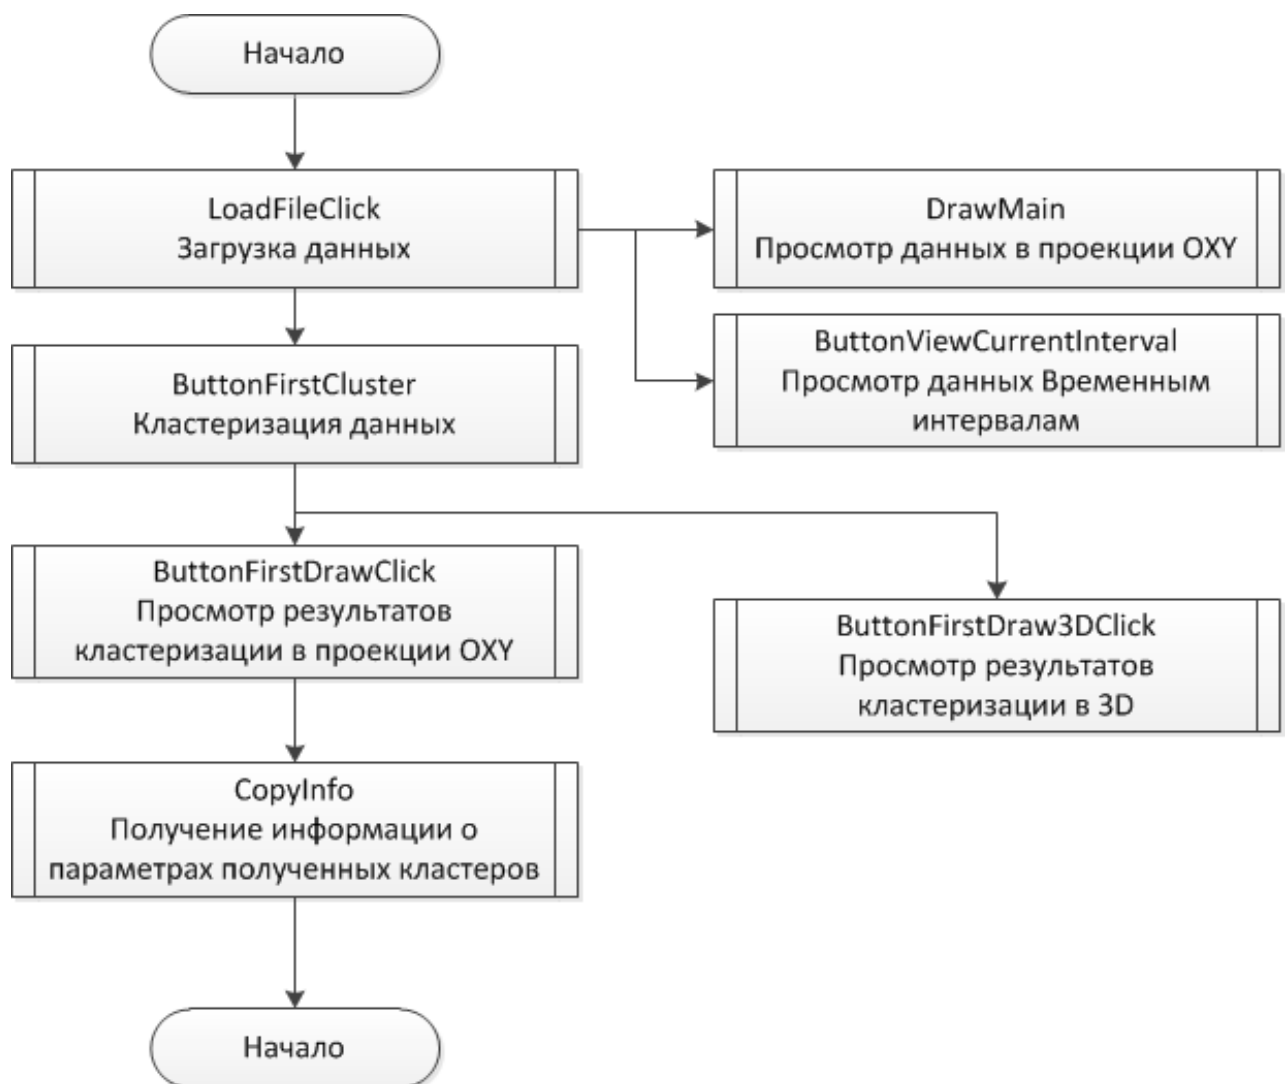 Начало
LoadFileClick
Загрузка данных
DrawMain
Просмотр данных в проекции OXY
ButtonViewCurrentInterval
Просмотр данных Временным
интервалам
ButtonFirstCluster
Кластеризация данных
ButtonFirstDrawClick
Просмотр результатов
кластеризации в проекции OXY
ButtonFirstDraw3DClick
Просмотр результатов
кластеризации в 3D
CopyInfo
Получение информации о
параметрах полученных кластеров
Начало